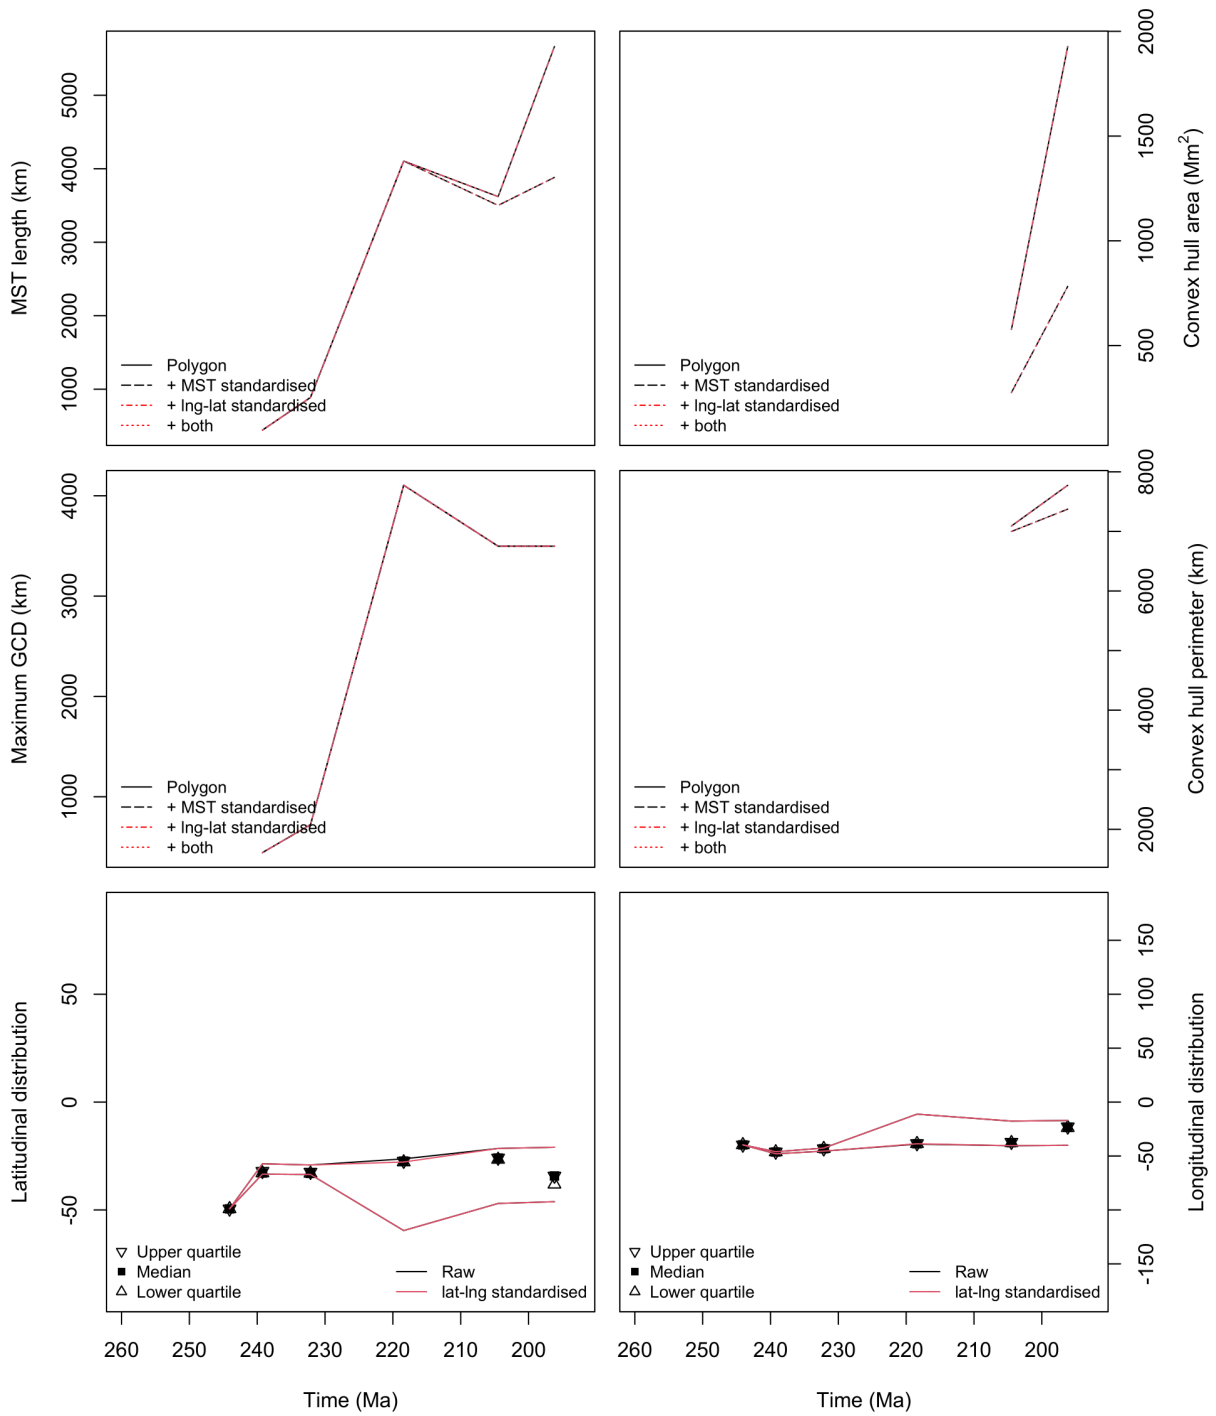 MST length (km)
5000
4000
3000
2000
1000
Polygon
+ MST standardised
+ lng-lat standardised
+ both
Convex hull area (Mm2)
2000
1500
1000
500
Polygon
+ MST standardised
+ lng-lat standardised
+ both
Maximum GCD (km)
4000
3000
2000
1000
Polygon
+ MST standardised
+ lng-lat standardised
+ both
Convex hull perimeter (km)
8000
6000
4000
2000
Polygon
+ MST standardised
+ lng-lat standardised
+ both
Latitudinal distribution
50
0
-50
Upper quartile
Median
Lower quartile
Raw
lat-lng standardised
260 250 240 230 220 210 200
Time (Ma)
Longitudinal distribution
150
100
50
0
-50
-150
Upper quartile
Median
Lower quartile
Raw
lat-lng standardised
260 250 240 230 220 210 200
Time (Ma)